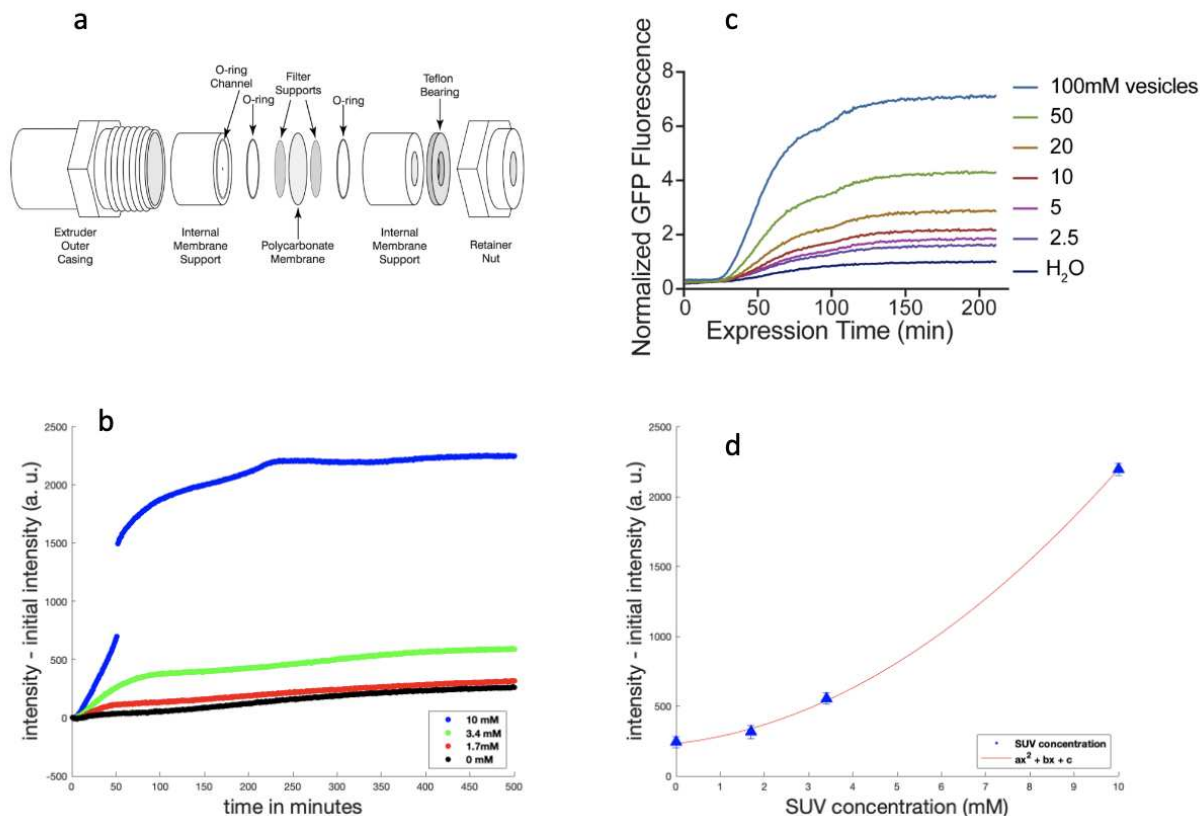 a
O-ring
Channel
O-ring
Filter
Supports
O-ring
Teflon
Bearing
Extruder
Outer
Casing
Internal
Membrane
Support
Polycarbonate
Membrane
Internal
Membrane
Support
Retainer
Nut
c
Normalized GFP Fluorescence
8
6
4
2
0
0
50
100
150
200
Expression Time (min)
100mM vesicles
50
20
10
5
2.5
H₂O
b
intensity - initial intensity (a. u.)
2500
2000
1500
1000
500
0
-500
0
50
100
150
200
250
300
350
400
450
500
time in minutes
10 mM
3.4 mM
1.7mM
0 mM
d
intensity - initial intensity (a. u.)
2500
2000
1500
1000
500
0
0
1
2
3
4
5
6
7
8
9
10
SUV concentration (mM)
SUV concentration
ax² + bx + c